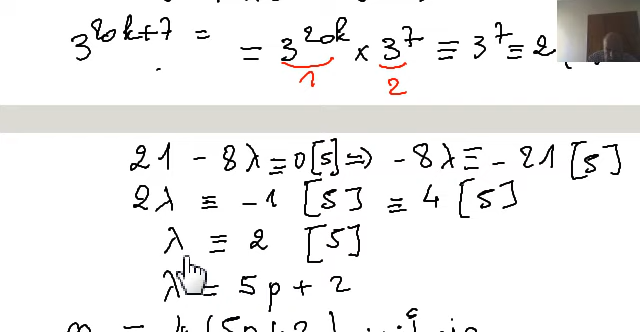 3^{20k+7} = = 3^{20k} x 3^7 ≡ 3^7 ≡ 2
1 2
21 - 8λ ≡ 0 [5] => -8λ ≡ -21 [5]
2λ ≡ -1 [5] ≡ 4 [5]
λ ≡ 2 [5]
λ = 5p + 2